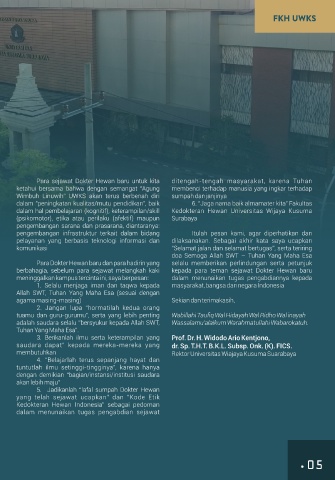 FKH UWKS
Para sejawat Dokter Hewan baru untuk kita
ketahui bersama bahwa dengan semangat "Agung
Wimbuh Linuwih" UWKS akan terus berbenah diri
dalam "peningkatan kualitas/mutu pendidikan", baik
dalam hal pembelajaran (kognitif), keterampilan/skill
(psikomotor), etika atau perilaku (afektif) maupun
pengembangan sarana dan prasarana, diantaranya:
pengembangan infrastruktur terkait dalam bidang
pelayanan yang berbasis teknologi informasi dan
komunikasi
Para Dokter Hewan baru dan para hadirin yang
berbahagia, sebelum para sejawat melangkah kaki
meninggalkan kampus tercinta ini, saya berpesan:
1. Selalu menjaga iman dan taqwa kepada
Allah SWT, Tuhan Yang Maha Esa (sesuai dengan
agama masing-masing)
2. Jangan lupa "hormatilah kedua orang
tuamu dan guru-gurumu", serta yang lebih penting
adalah saudara selalu "bersyukur kepada Allah SWT,
Tuhan Yang Maha Esa".
3. Berikanlah ilmu serta keterampilan yang
saudara dapat" kepada mereka-mereka yang
membutuhkan
4. "Belajarlah terus sepanjang hayat dan
tuntutlah ilmu setinggi-tingginya", karena hanya
dengan demikian "bagian/instansi/institusi saudara
akan lebih maju"
5. Jadikanlah "lafal sumpah Dokter Hewan
yang telah sejawat ucapkan" dan "Kode Etik
Kedokteran Hewan Indonesia" sebagai pedoman
dalam menunaikan tugas pengabdian sejawat
ditengah-tengah masyarakat, karena Tuhan
membenci terhadap manusia yang ingkar terhadap
sumpah dan janjinya
6. "Jaga nama baik almamater kita" Fakultas
Kedokteran Hewan Universitas Wijaya Kusuma
Surabaya
Itulah pesan kami, agar diperhatikan dan
dilaksanakan. Sebagai akhir kata saya ucapkan
"Selamat jalan dan selamat bertugas", serta teriring
doa Semoga Allah SWT – Tuhan Yang Maha Esa
selalu memberikan perlindungan serta petunjuk
kepada para teman sejawat Dokter Hewan baru
dalam menunaikan tugas pengabdiannya kepada
masyarakat, bangsa dan negara Indonesia
Sekian dan terimakasih,
Wabillahi Taufiq Wal Hidayah Wal Ridho Wal Inayah
Wassalamu'alaikum Warahmatullahi Wabarokatuh.
Prof. Dr. H. Widodo Ario Kentjono,
dr. Sp. T.H.T. B.K.L. Subsp. Onk. (K). FICS.
Rektor Universitas Wijaya Kusuma Surabaya
05